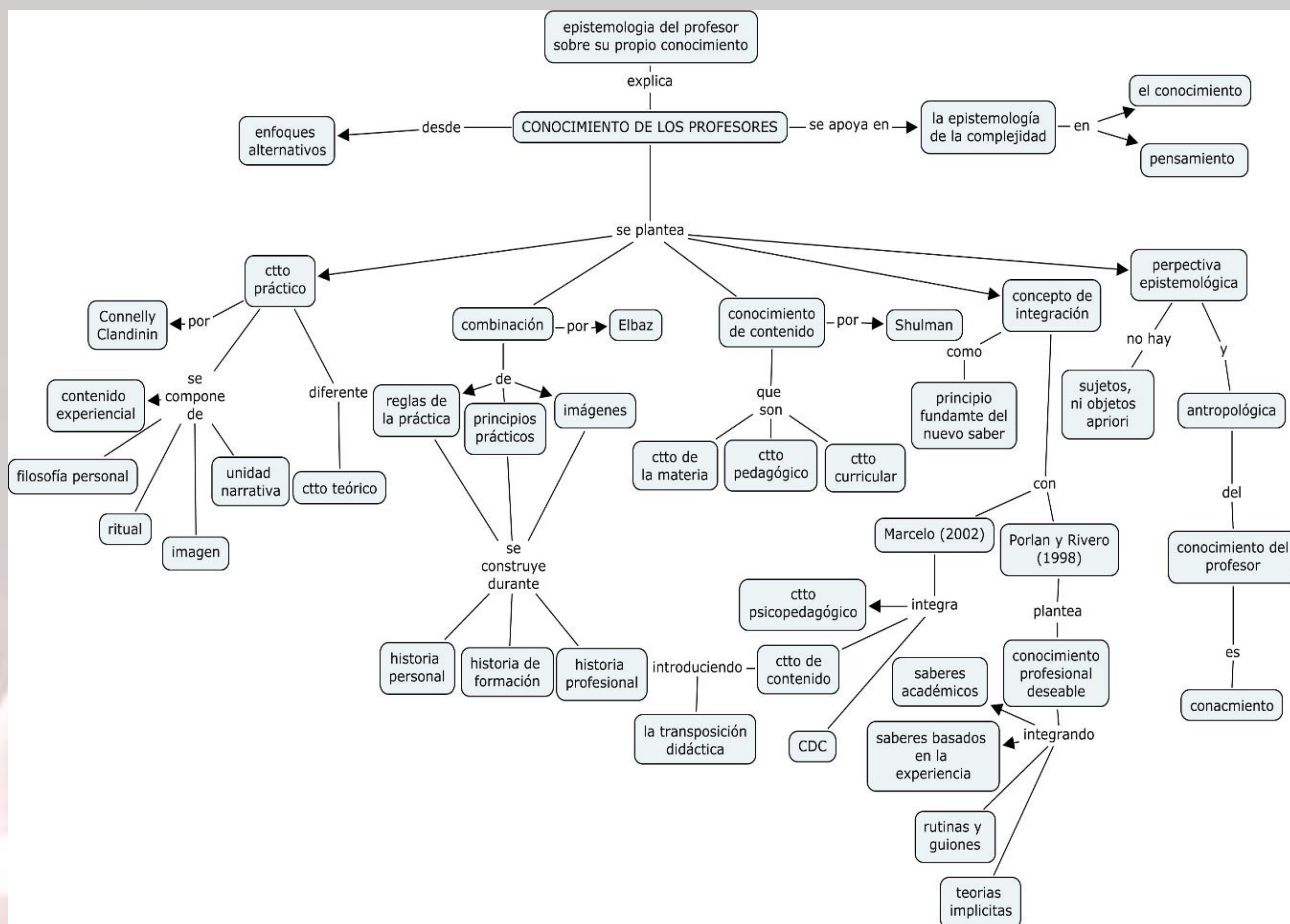 epistemologia del profesor
sobre su propio conocimiento
explica
CONOCIMIENTO DE LOS PROFESORES
desde
enfoques
alternativos
se apoya en
la epistemología
de la complejidad
en
el conocimiento
pensamiento
se plantea
ctto
práctico
por
Connelly
Clandinin
se
compone
de
contenido
experiencial
filosofía personal
ritual
imagen
unidad
narrativa
diferente
ctto teórico
combinación
por
Elbaz
de
reglas de
la práctica
principios
prácticos
imágenes
se
construye
durante
historia
personal
historia de
formación
historia
profesional
conocimiento
de contenido
por
Shulman
que
son
ctto de
la materia
ctto
pedagógico
ctto
curricular
concepto de
integración
como
principio
fundamte del
nuevo saber
con
Marcelo (2002)
integra
ctto
psicopedagógico
ctto de
contenido
introduciendo
la transposición
didáctica
CDC
Porlan y Rivero
(1998)
plantea
conocimiento
profesional
deseable
integrando
saberes
académicos
saberes basados
en la
experiencia
rutinas y
guiones
teorias
implicitas
perpectiva
epistemológica
no hay
sujetos,
ni objetos
apriori
y
antropológica
del
conocimiento del
profesor
es
conacmiento